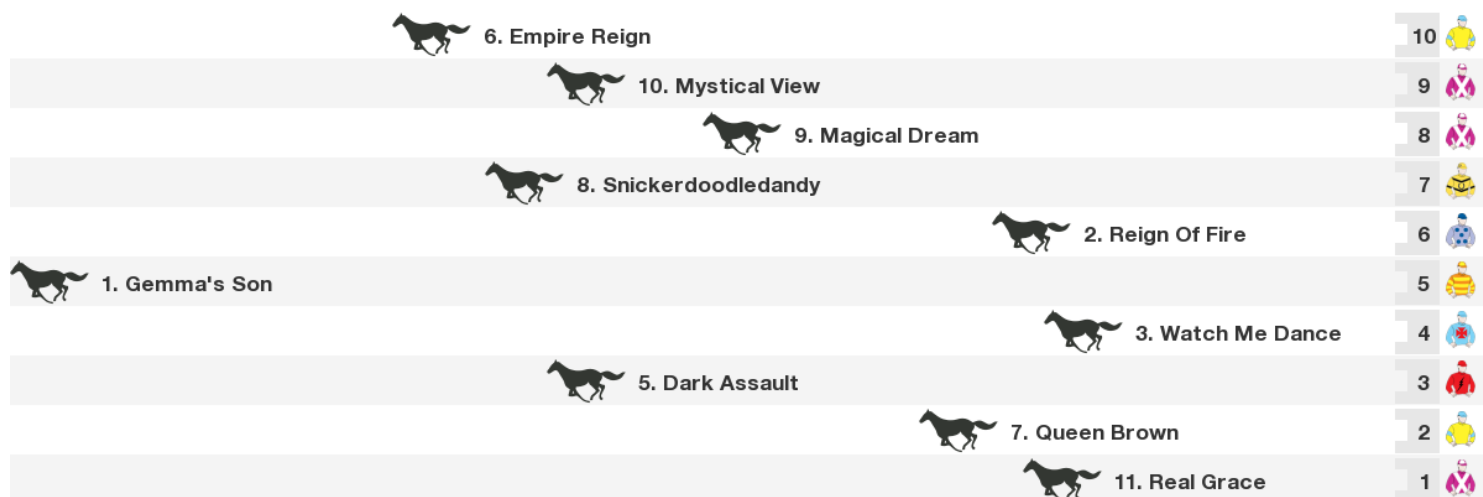 6. Empire Reign 10
10. Mystical View 9
9. Magical Dream 8
8. Snickerdoodledandy 7
2. Reign Of Fire 6
1. Gemma's Son 5
3. Watch Me Dance 4
5. Dark Assault 3
7. Queen Brown 2
11. Real Grace 1